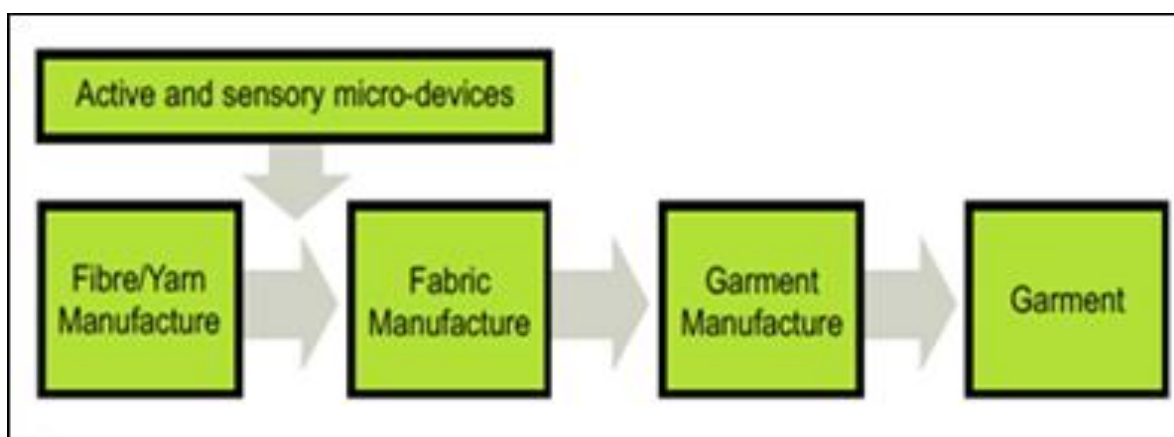 Active and sensory micro-devices
Fibre/Yarn
Manufacture
Fabric
Manufacture
Garment
Manufacture
Garment